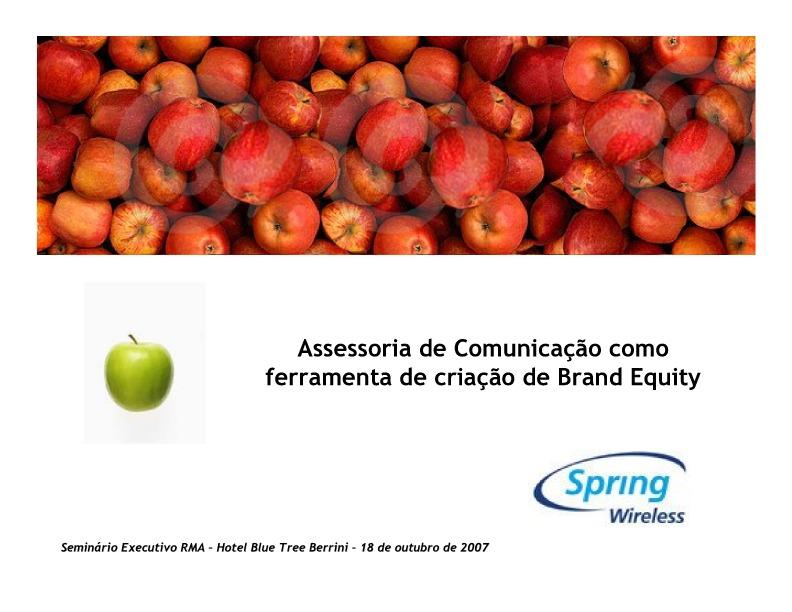 Assessoria de Comunicação como
ferramenta de criação de Brand Equity
Spring
Wireless
Seminário Executivo RMA – Hotel Blue Tree Berrini – 18 de outubro de 2007